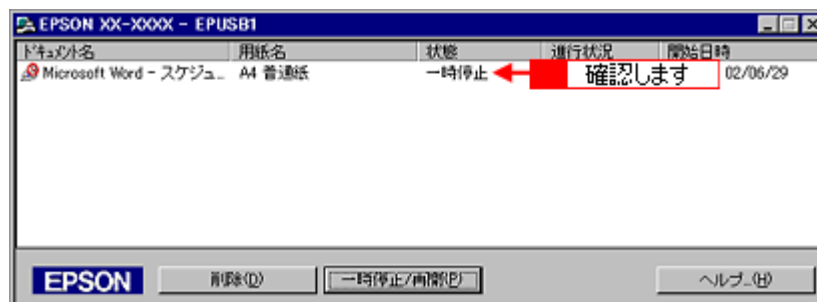 EPSON XX-XXXX - EPUSB1
ドキュメント名 用紙名 状態 進行状況 開始日時
Microsoft Word - スケジュ... A4 普通紙 一時停止 確認します 02/06/29
EPSON 削除(D) 一時停止/再開(P) ヘルプ...(H)